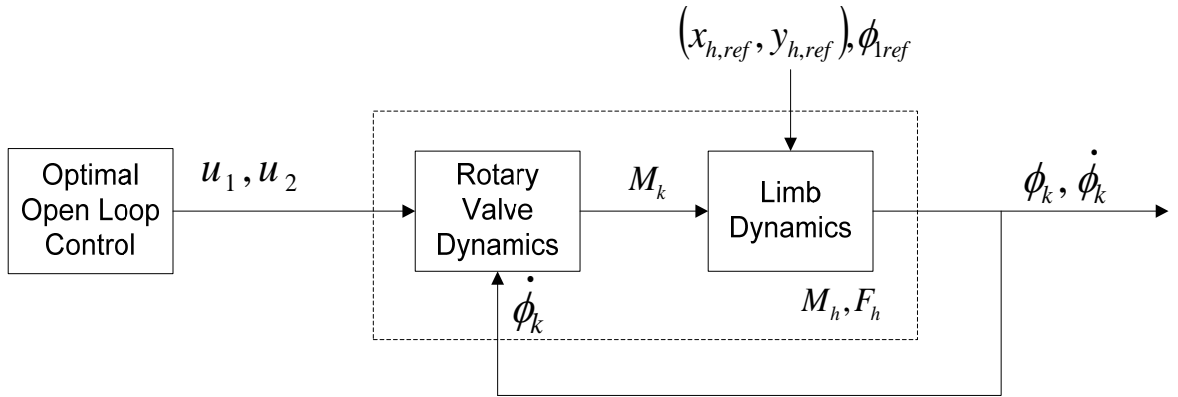 (x_{h,ref}, y_{h,ref}), ϕ_{1ref}
Optimal
Open Loop
Control
u_1, u_2
Rotary
Valve
Dynamics
M_k
Limb
Dynamics
ϕ_k, ϕ̇_k
M_h, F_h
ϕ̇_k